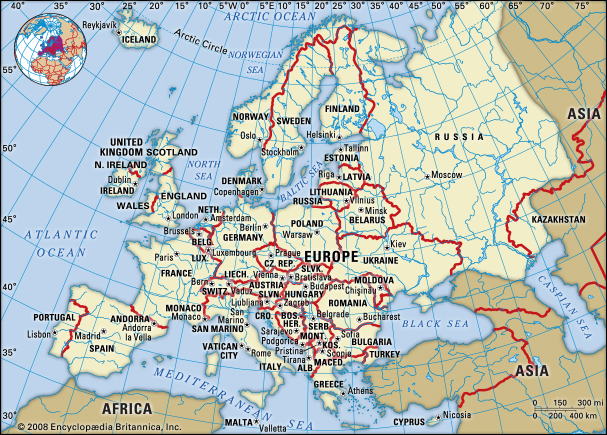 40° 35° 30° 25° 20° 15° 10° 5°W 0° 5°E 10° 15° 20° 25° 30° 35° 40° 45° 50° 55° 60° 65° 70°
ARCTIC OCEAN
Reykjavík
ICELAND
Arctic Circle
NORWEGIAN
SEA
55°
50°
45°
40°
35°
30°
FINLAND
NORWAY
SWEDEN
Oslo
Helsinki
Stockholm
Tallinn
ESTONIA
RUSSIA
ASIA
UNITED
KINGDOM
SCOTLAND
N. IRELAND
Dublin
IRELAND
WALES
ENGLAND
London
NORTH
SEA
DENMARK
Copenhagen
BALTIC SEA
Riga
LATVIA
LITHUANIA
RUSSIA
Vilnius
Minsk
BELARUS
Moscow
KAZAKHSTAN
ATLANTIC
OCEAN
NETH.
Amsterdam
Berlin
Brussels
BELG.
GERMANY
POLAND
Warsaw
Luxembourg
LUX.
Paris
FRANCE
Prague
CZ. REP.
EUROPE
Kiev
UKRAINE
SLVK.
LIECH.
Vienna
Bratislava
Bern
SWITZ.
Vaduz
AUSTRIA
Budapest
HUNGARY
MOLDOVA
Chişinău
Ljubljana
SLVN.
Zagreb
ROMANIA
CASPIAN SEA
MONACO
Monaco
San
Marino
SAN MARINO
CRO.
BOS.
HER.
Belgrade
SERB.
Bucharest
Sarajevo
BLACK SEA
PORTUGAL
Lisbon
ANDORRA
Andorra
la Vella
Madrid
SPAIN
VATICAN
CITY
Rome
ITALY
MONT.
Podgorica
KOS.
Pristina
Sofia
BULGARIA
Tirana
Skopje
ALB.
MACED.
TURKEY
ASIA
GREECE
Athens
MEDITERRANEAN SEA
AFRICA
MALTA
Valletta
CYPRUS
Nicosia
0 150 300 mi
0 200 400 km
© 2008 Encyclopædia Britannica, Inc.